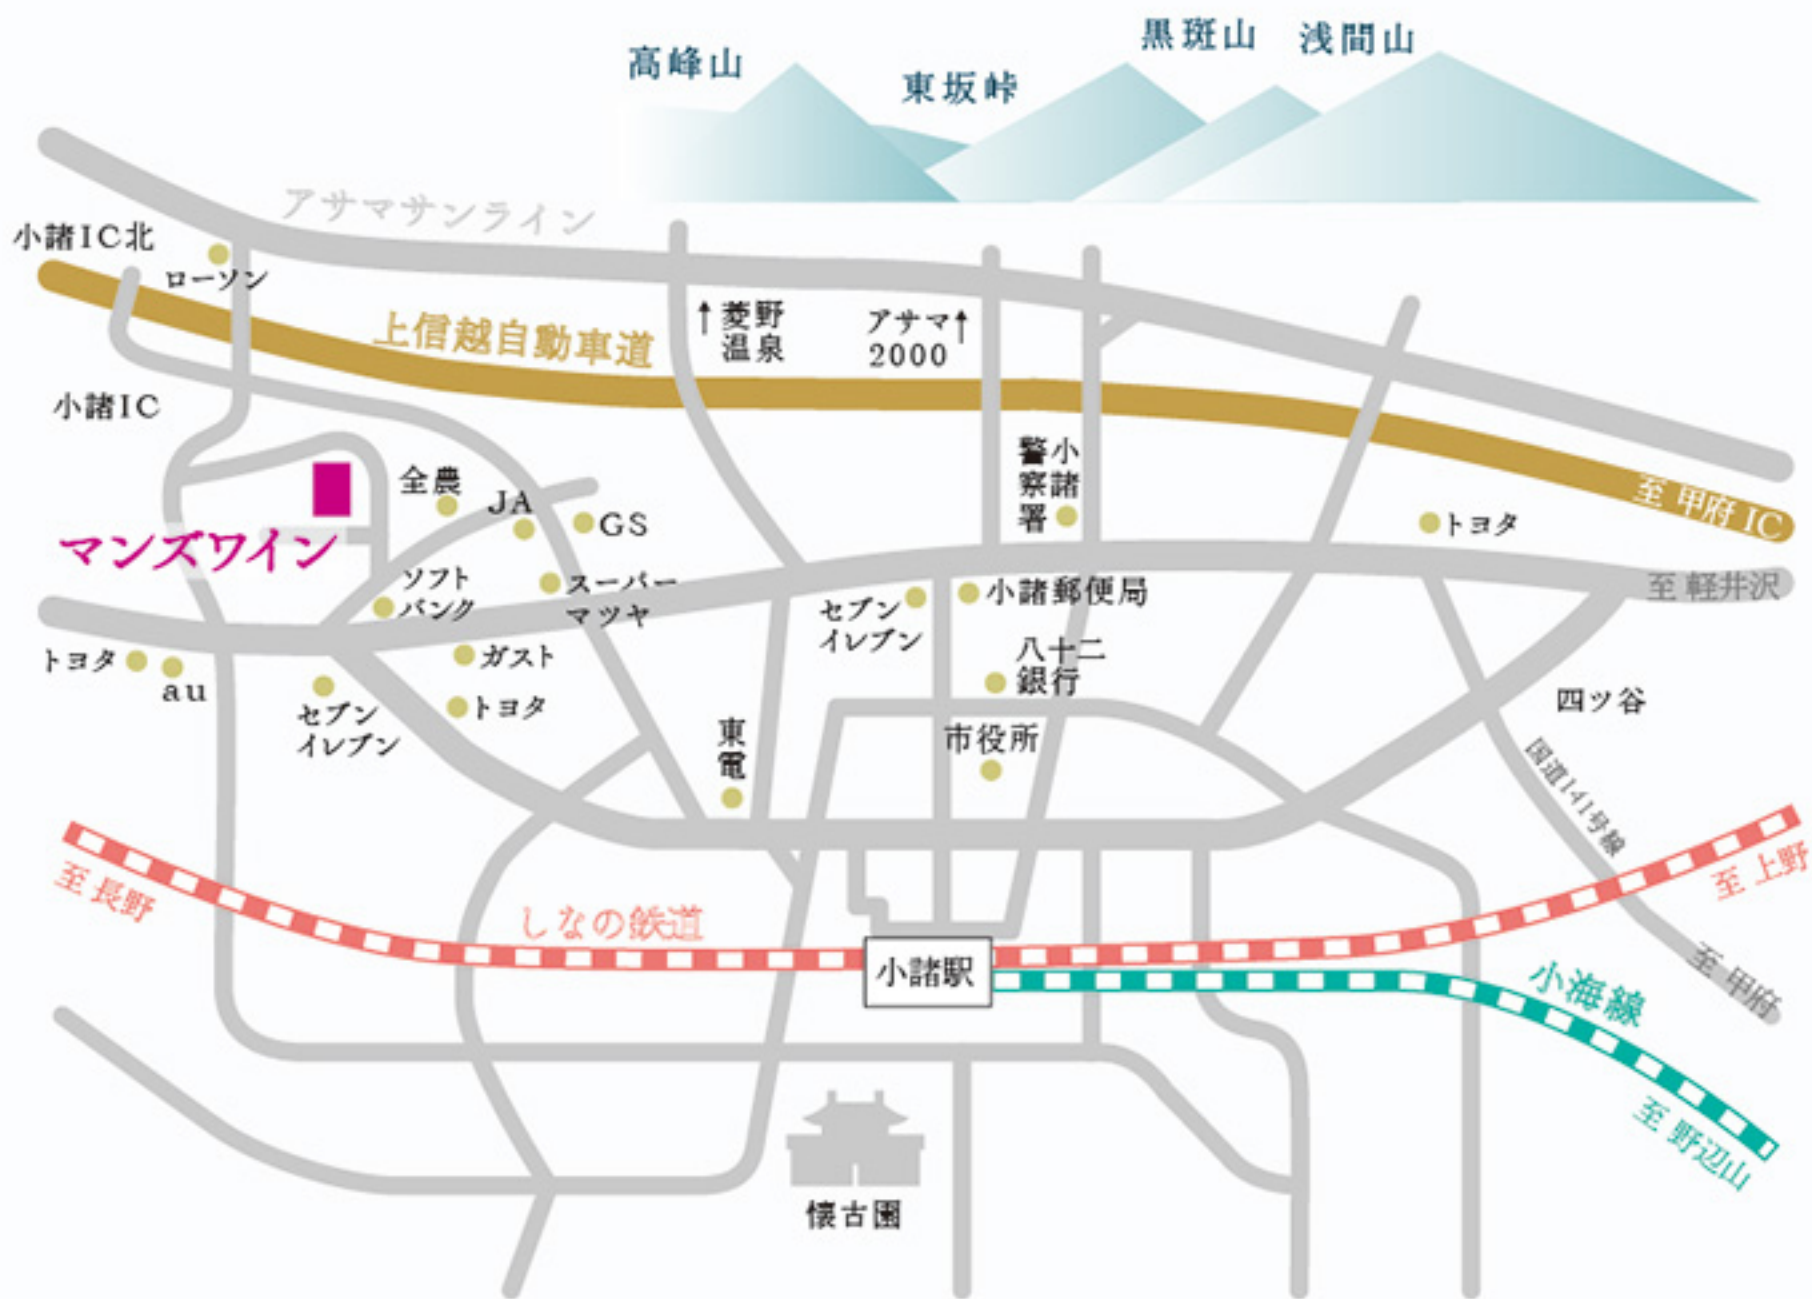 高峰山
東坂峠
黒斑山
浅間山
アサマサンライン
小諸IC北
ローソン
上信越自動車道
↑菱野
温泉
アサマ↑
2000
小諸IC
小諸
警察署
全農
JA
GS
至 甲府 IC
トヨタ
マンズワイン
ソフト
バンク
スーパー
マツヤ
セブン
イレブン
小諸郵便局
至 軽井沢
トヨタ
au
ガスト
八十二
銀行
セブン
イレブン
トヨタ
東電
市役所
四ツ谷
国道141号線
至 長野
しなの鉄道
至 上野
小諸駅
小海線
至 甲府
至 野辺山
懐古園